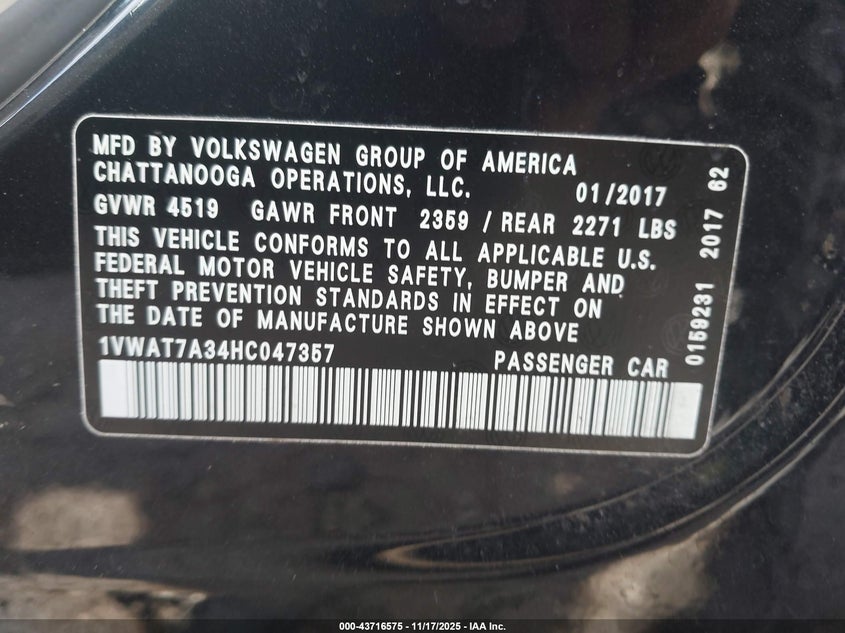 MFD BY VOLKSWAGEN GROUP OF AMERICA
CHATTANOOGA OPERATIONS, LLC. 01/2017
GVWR 4519 GAWR FRONT 2359 / REAR 2271 LBS
THIS VEHICLE CONFORMS TO ALL APPLICABLE U.S.
FEDERAL MOTOR VEHICLE SAFETY, BUMPER AND
THEFT PREVENTION STANDARDS IN EFFECT ON
THE DATE OF MANUFACTURE SHOWN ABOVE
1VWAT7A34HC047357 PASSENGER CAR
0159231 2017 62
000-43716575 - 11/17/2025 - IAA Inc.